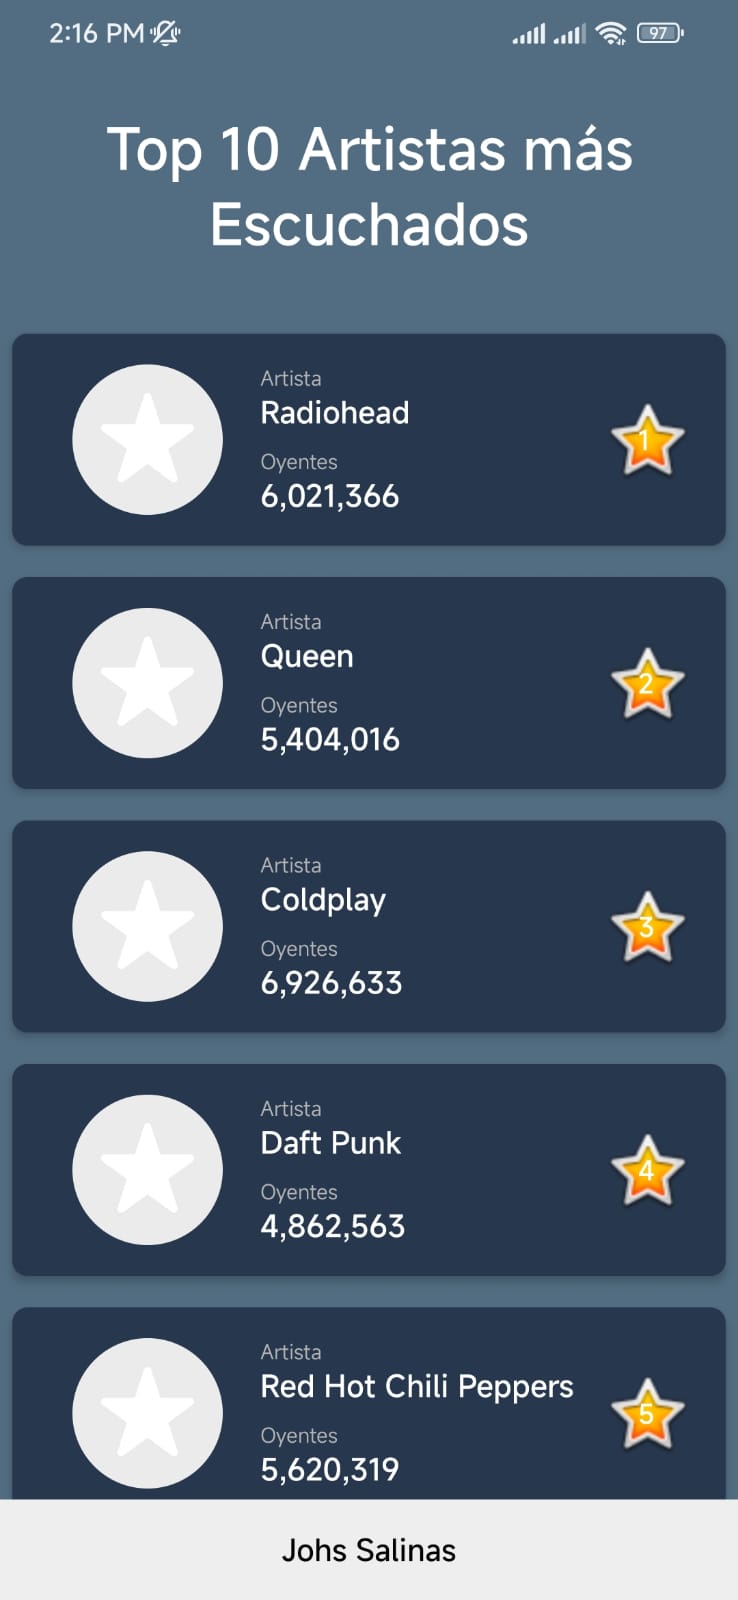 2:16 PM
97
Top 10 Artistas más
Escuchados
Artista
Radiohead
Oyentes
6,021,366
1
Artista
Queen
Oyentes
5,404,016
2
Artista
Coldplay
Oyentes
6,926,633
3
Artista
Daft Punk
Oyentes
4,862,563
4
Artista
Red Hot Chili Peppers
Oyentes
5,620,319
5
Johs Salinas